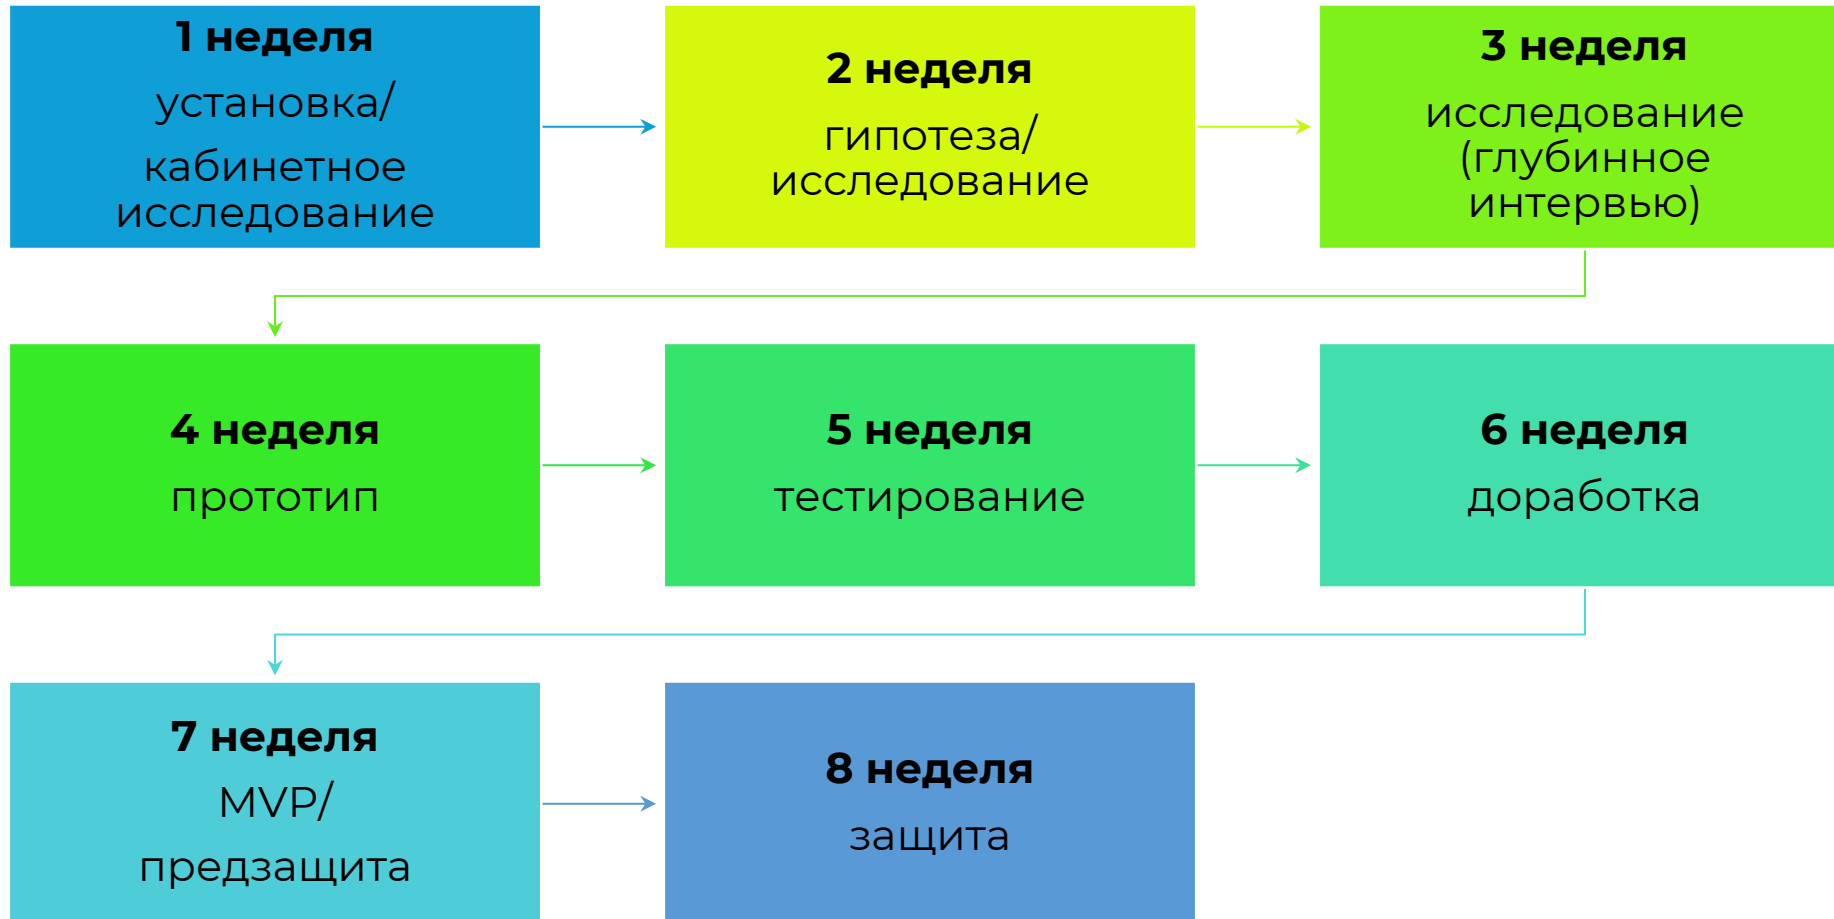 1 неделя
установка/
кабинетное
исследование
2 неделя
гипотеза/
исследование
3 неделя
исследование
(глубинное
интервью)
4 неделя
прототип
5 неделя
тестирование
6 неделя
доработка
7 неделя
MVP/
предзащита
8 неделя
защита